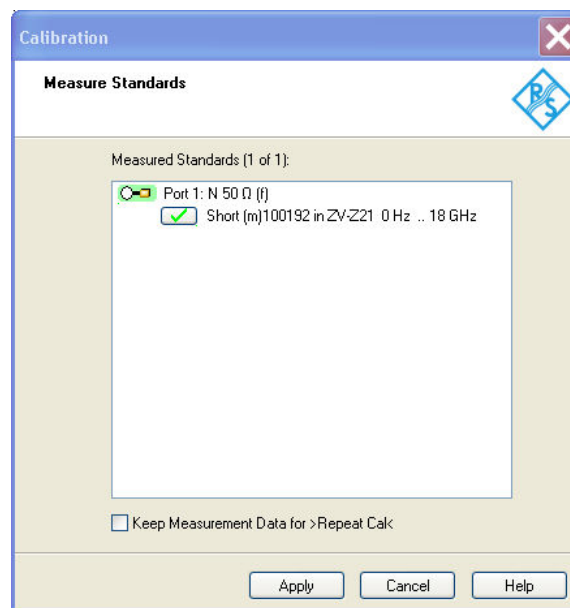 Calibration
Measure Standards
R S
Measured Standards (1 of 1):
Port 1: N 50 Ω (f)
Short (m)100192 in ZV-Z21 0 Hz .. 18 GHz
Keep Measurement Data for >Repeat Cal<
Apply Cancel Help